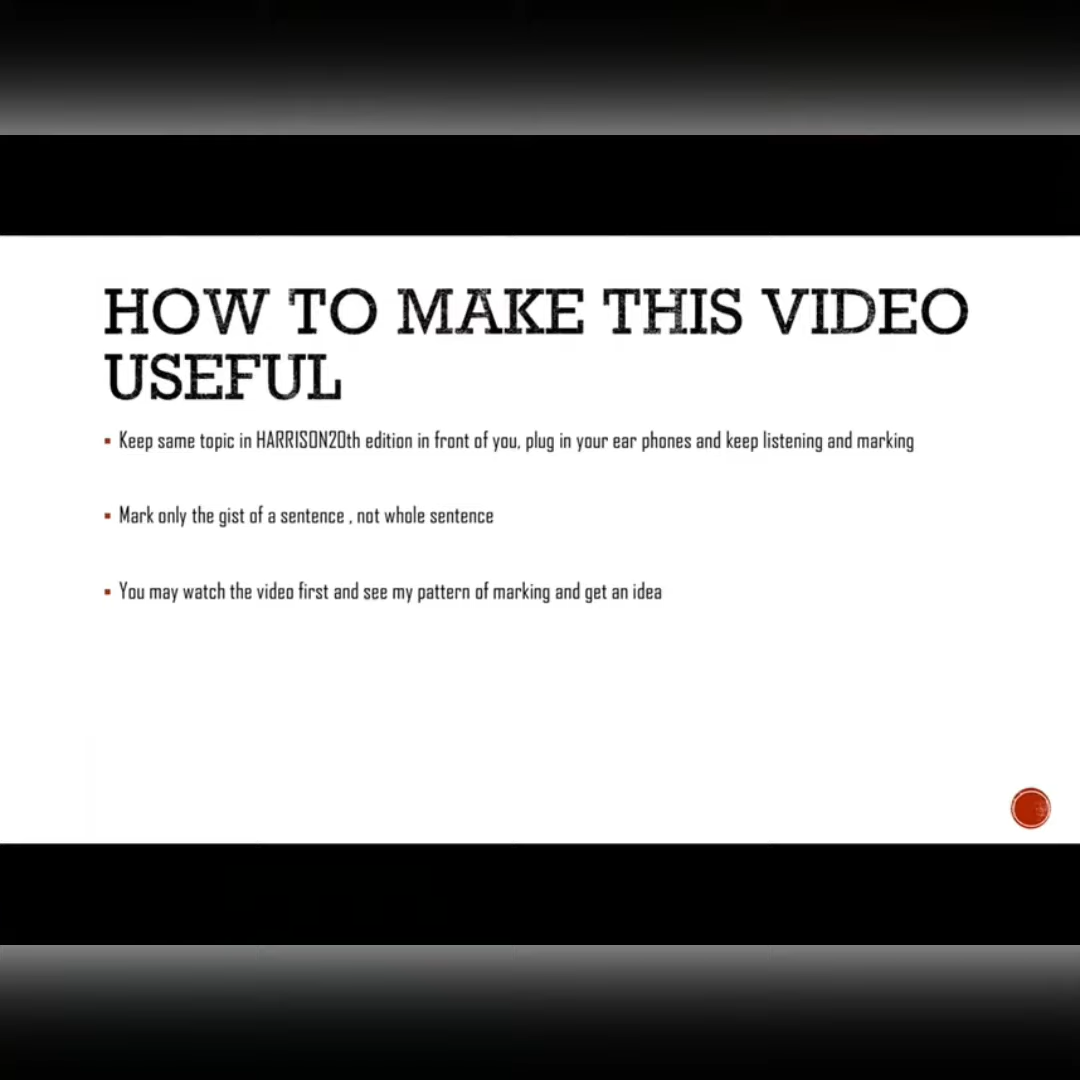 HOW TO MAKE THIS VIDEO
USEFUL
▪ Keep same topic in HARRISON20th edition in front of you, plug in your ear phones and keep listening and marking
▪ Mark only the gist of a sentence , not whole sentence
▪ You may watch the video first and see my pattern of marking and get an idea